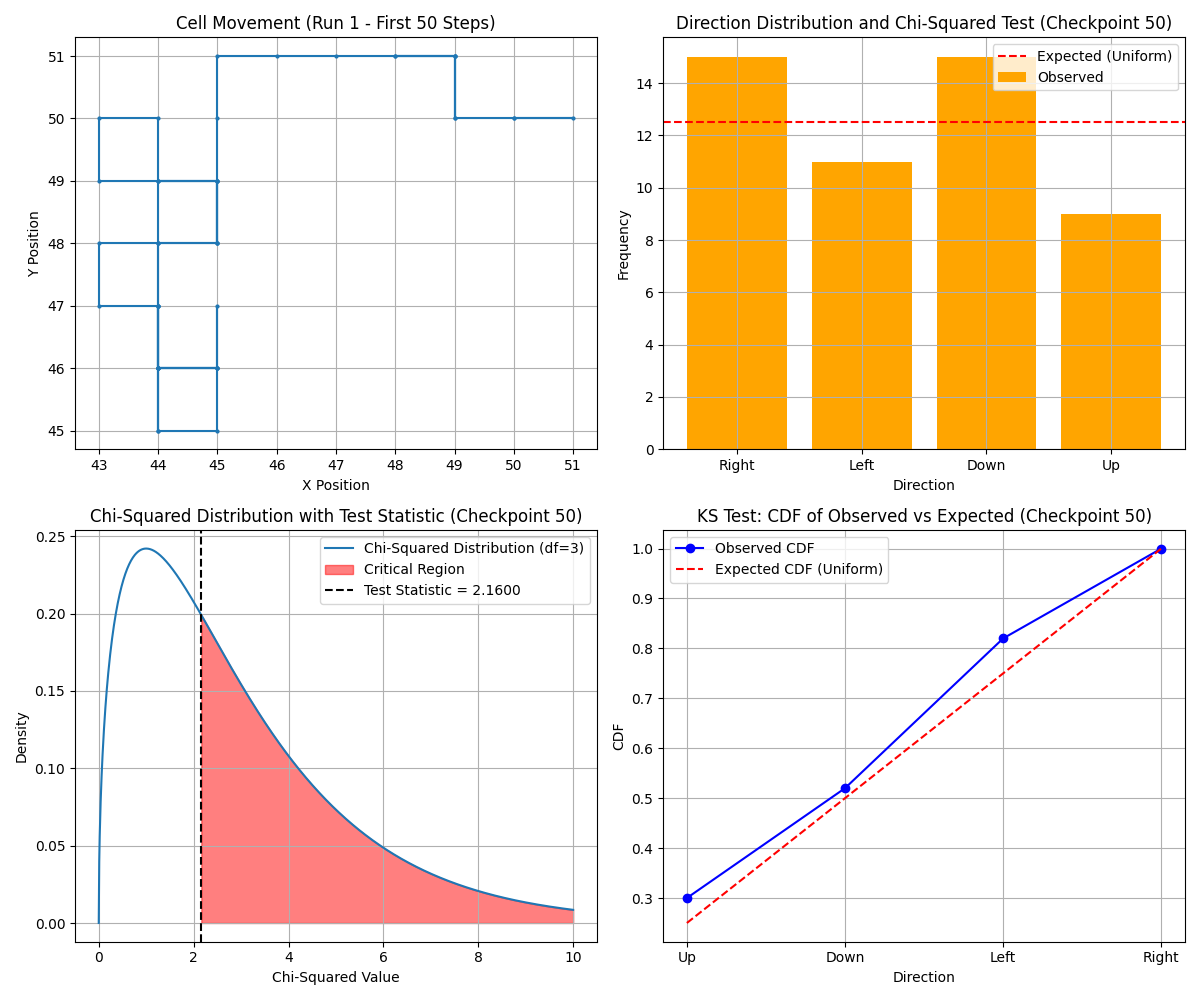 Cell Movement (Run 1 - First 50 Steps)
51
50
49
48
47
46
45
Y Position
43 44 45 46 47 48 49 50 51
X Position
Direction Distribution and Chi-Squared Test (Checkpoint 50)
Expected (Uniform)
Observed
14
12
10
8
6
4
2
0
Frequency
Right Left Down Up
Direction
Chi-Squared Distribution with Test Statistic (Checkpoint 50)
Chi-Squared Distribution (df=3)
Critical Region
Test Statistic = 2.1600
0.25
0.20
0.15
0.10
0.05
0.00
Density
0 2 4 6 8 10
Chi-Squared Value
KS Test: CDF of Observed vs Expected (Checkpoint 50)
Observed CDF
Expected CDF (Uniform)
1.0
0.9
0.8
0.7
0.6
0.5
0.4
0.3
CDF
Up Down Left Right
Direction